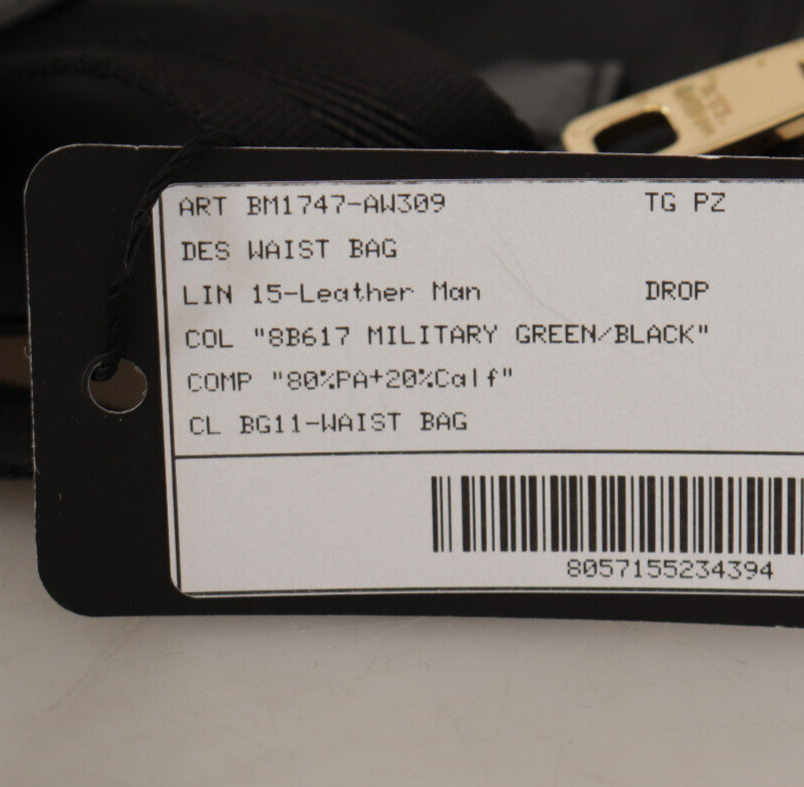 ART BM1747-AW309 TG PZ
DES WAIST BAG
LIN 15-Leather Man DROP
COL "8B617 MILITARY GREEN/BLACK"
COMP "80%PA+20%Calf"
CL BG11-WAIST BAG
8057155234394